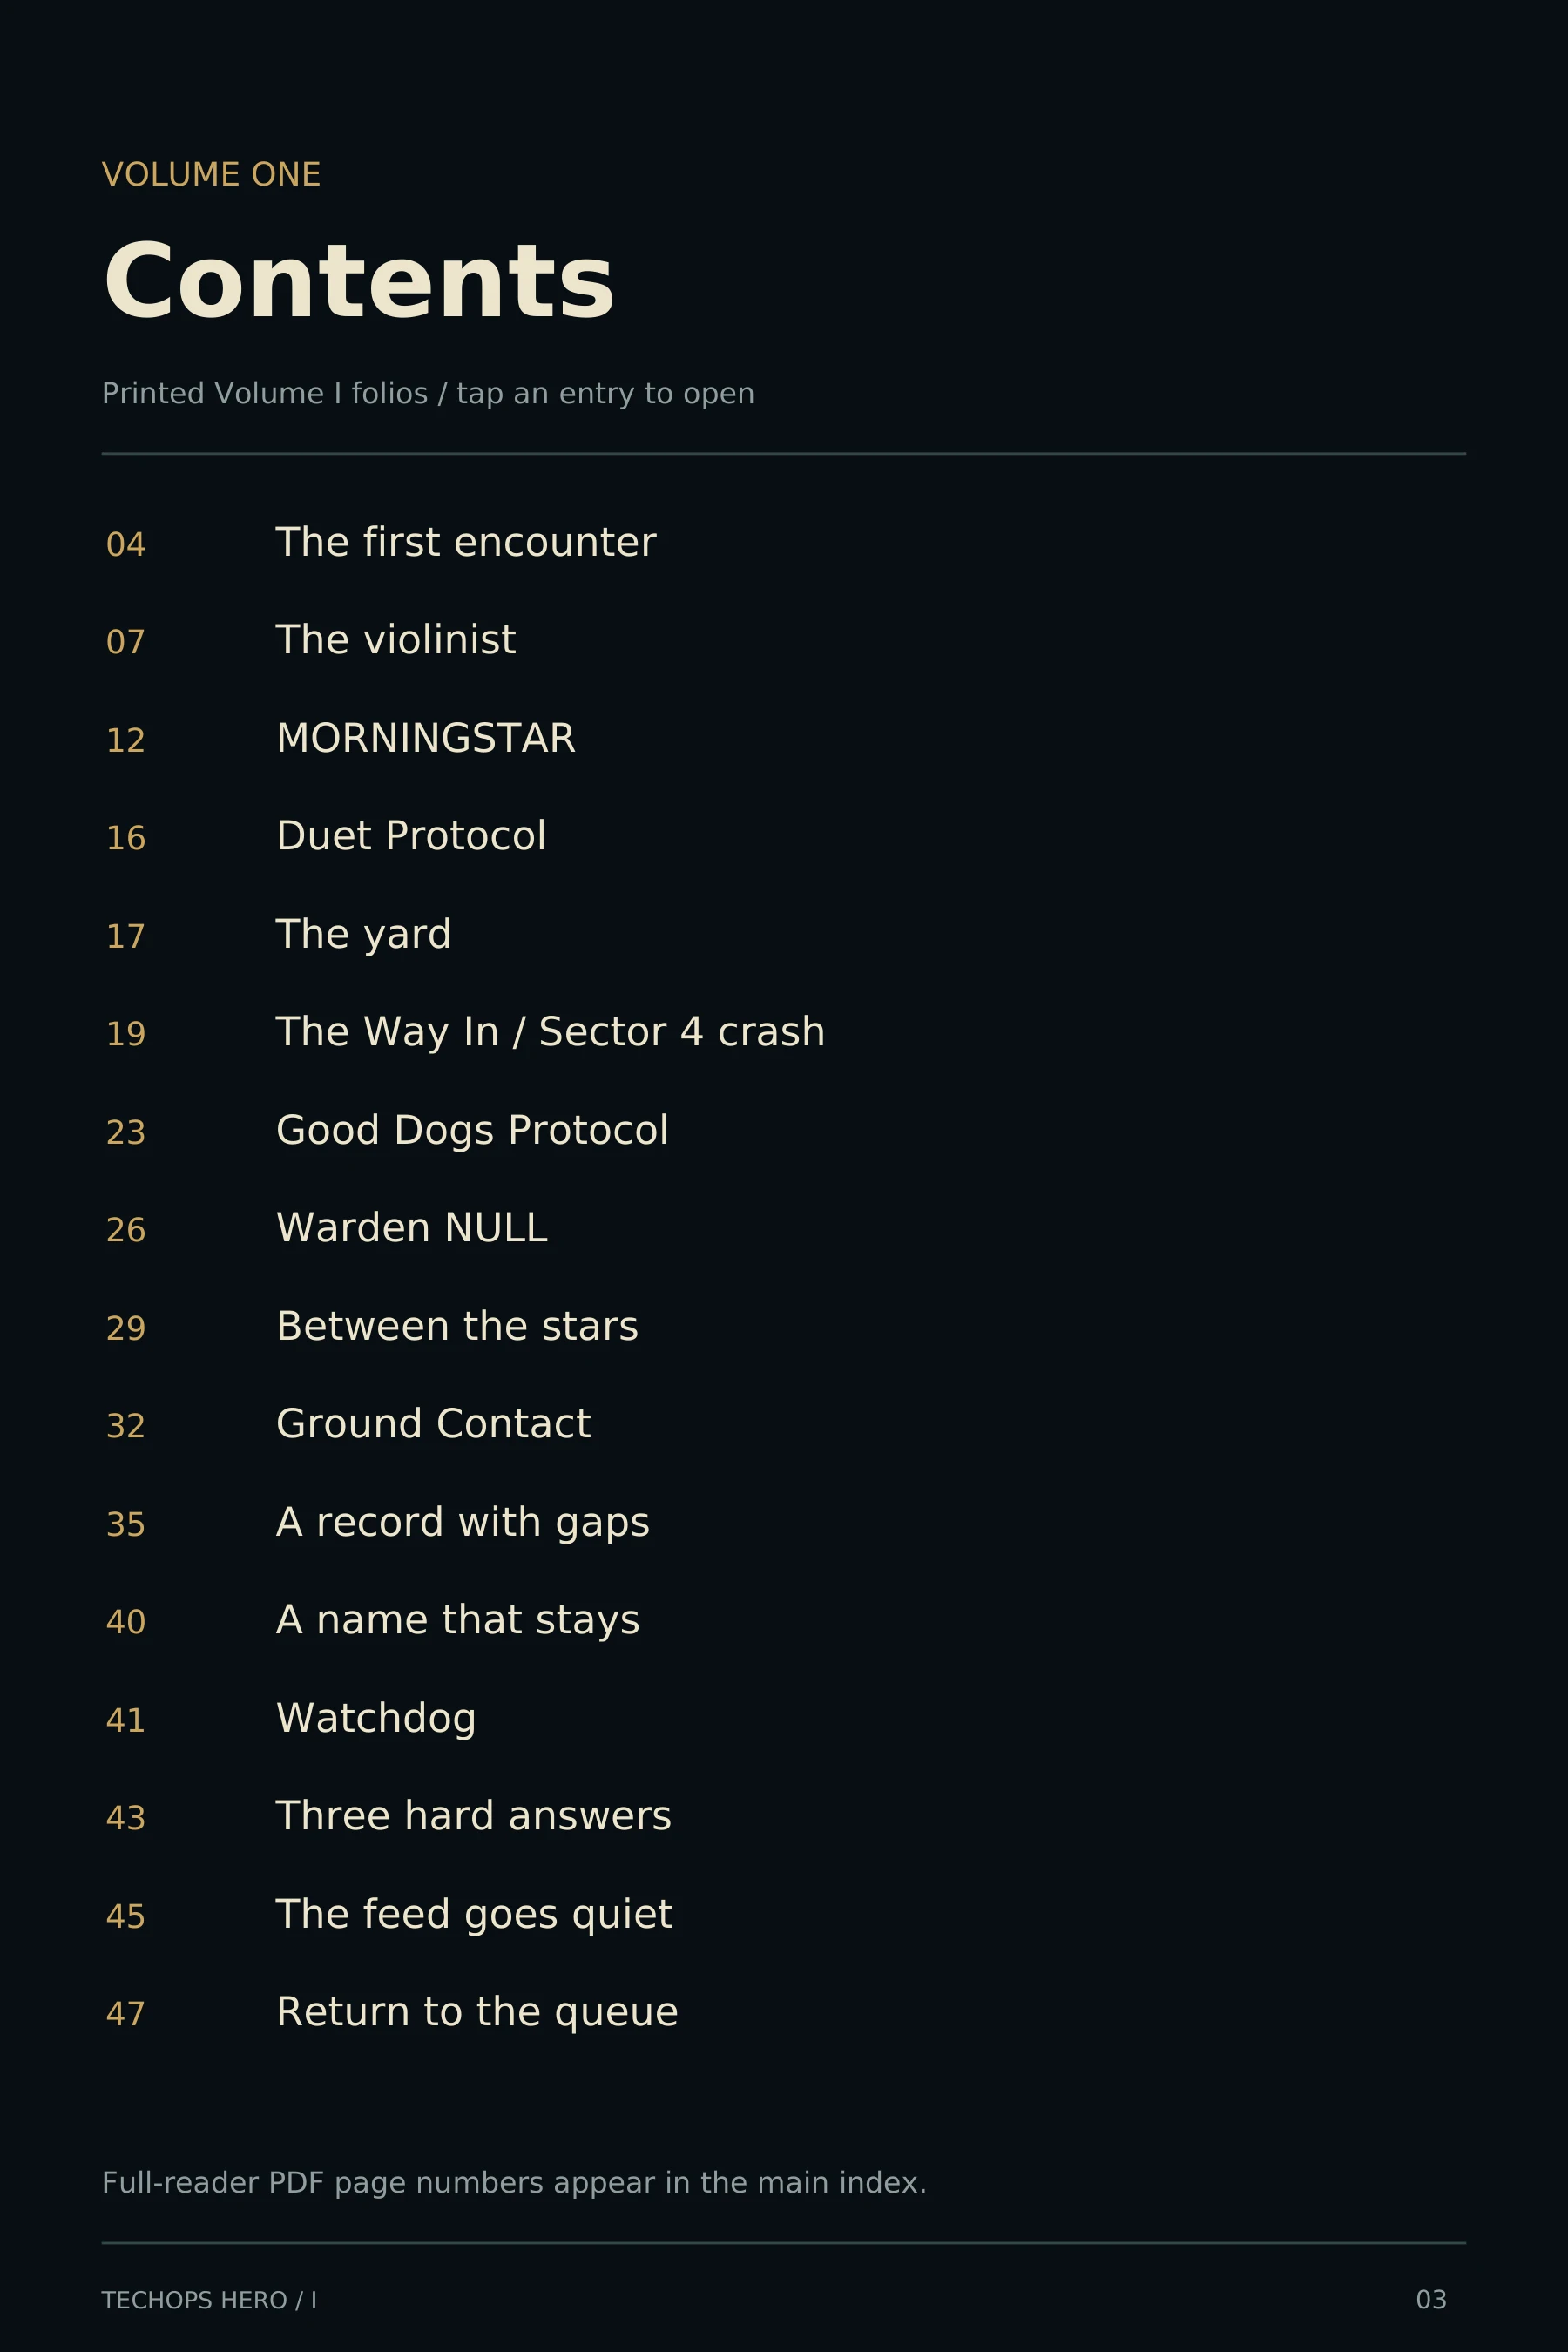 VOLUME ONE
Contents
Printed Volume I folios / tap an entry to open
04 The first encounter
07 The violinist
12 MORNINGSTAR
16 Duet Protocol
17 The yard
19 The Way In / Sector 4 crash
23 Good Dogs Protocol
26 Warden NULL
29 Between the stars
32 Ground Contact
35 A record with gaps
40 A name that stays
41 Watchdog
43 Three hard answers
45 The feed goes quiet
47 Return to the queue
Full-reader PDF page numbers appear in the main index.
TECHOPS HERO / I 03